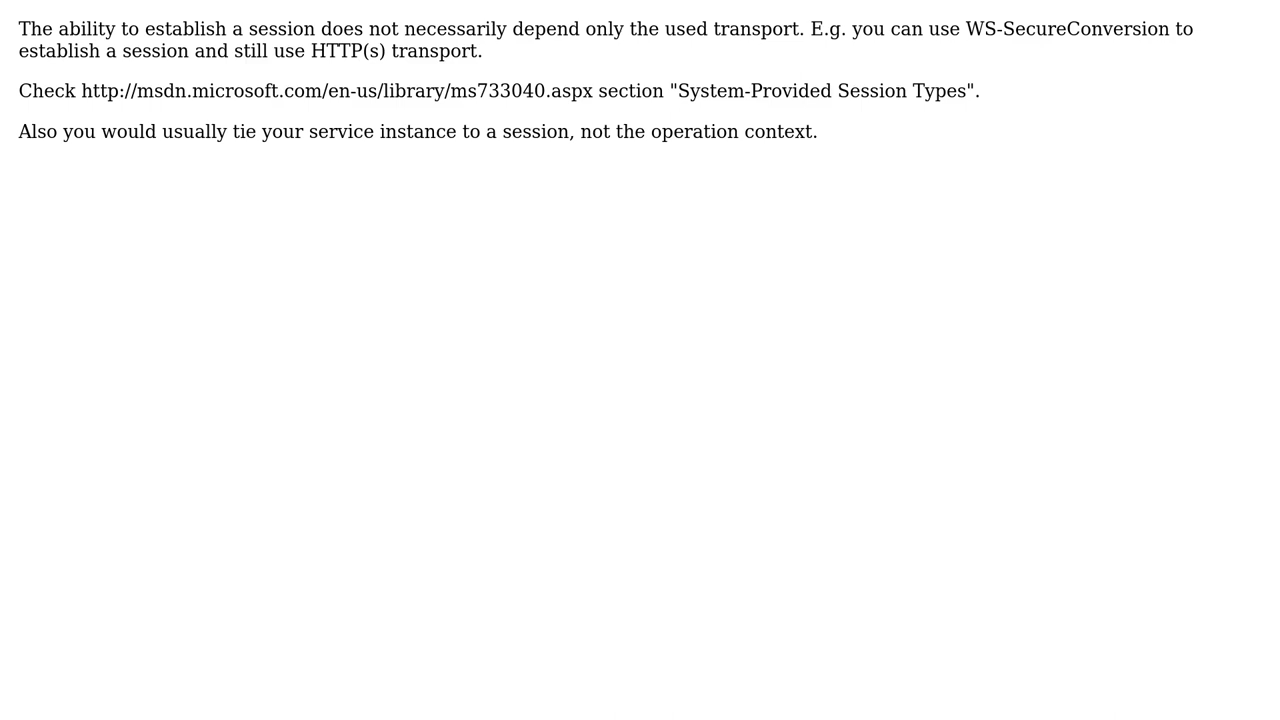 The ability to establish a session does not necessarily depend only the used transport. E.g. you can use WS-SecureConversion to
establish a session and still use HTTP(s) transport.
Check http://msdn.microsoft.com/en-us/library/ms733040.aspx section "System-Provided Session Types".
Also you would usually tie your service instance to a session, not the operation context.